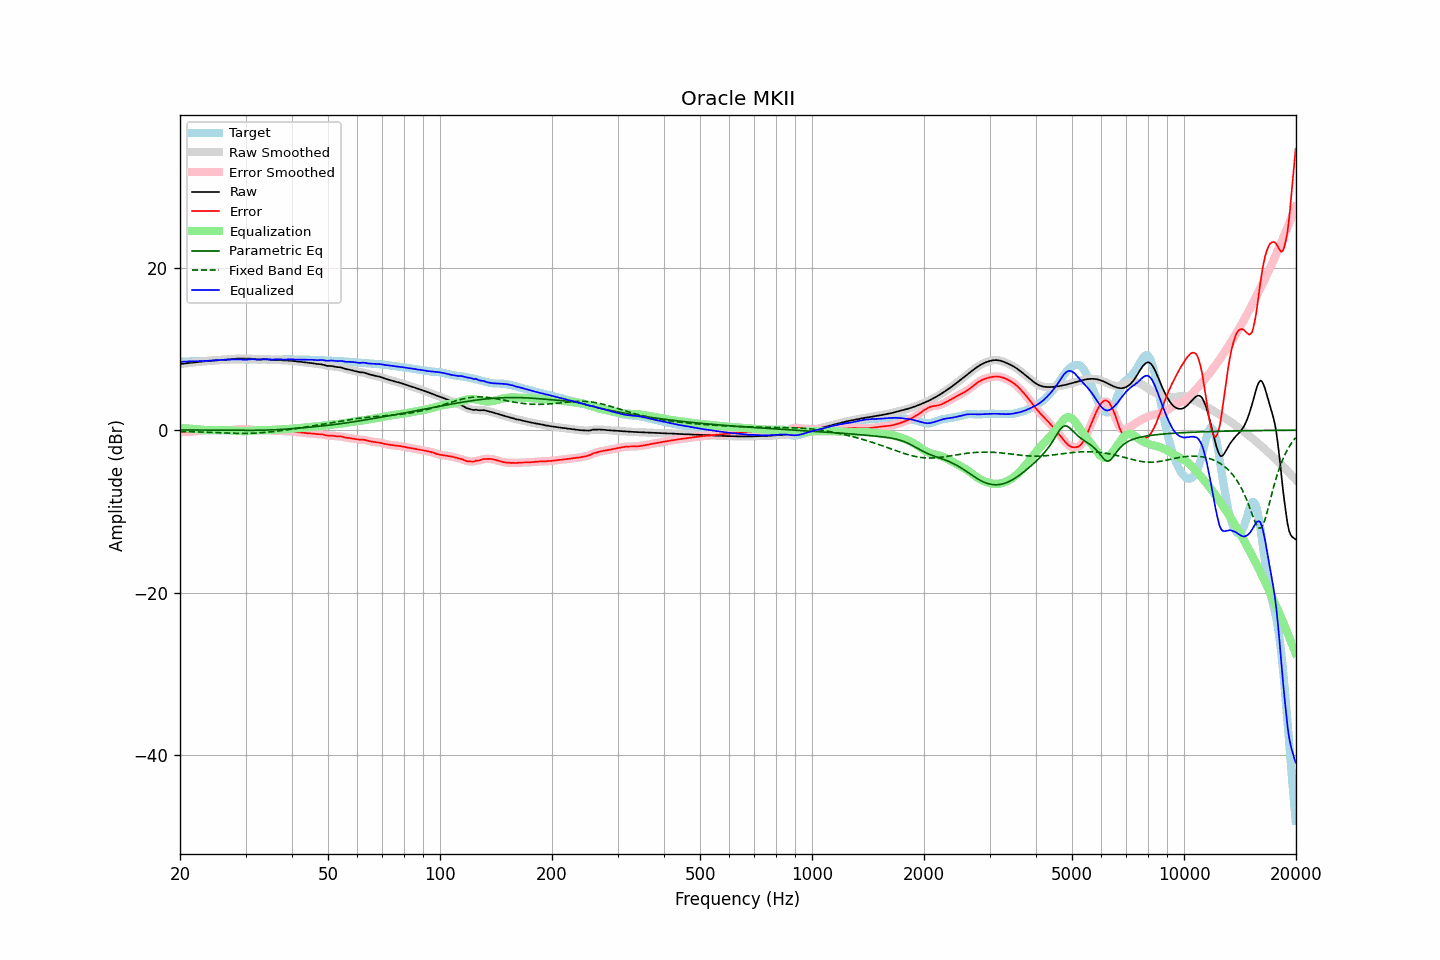 Oracle MKII
Target
Raw Smoothed
Error Smoothed
Raw
Error
Equalization
Parametric Eq
Fixed Band Eq
Equalized
20
0
−20
−40
Amplitude (dBr)
20 50 100 200 500 1000 2000 5000 10000 20000
Frequency (Hz)